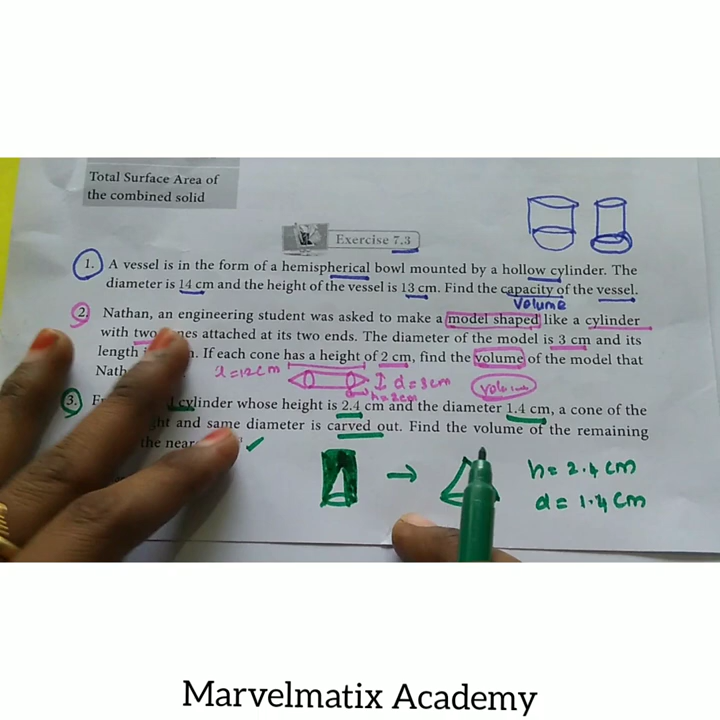 Total Surface Area of
the combined solid
Exercise 7.3
1. A vessel is in the form of a hemispherical bowl mounted by a hollow cylinder. The
diameter is 14 cm and the height of the vessel is 13 cm. Find the capacity of the vessel.
Volume
2. Nathan, an engineering student was asked to make a model shaped like a cylinder
with two nes attached at its two ends. The diameter of the model is 3 cm and its
length . If each cone has a height of 2 cm, find the volume of the model that
Nath
l=12cm d=3cm volume
h=2cm
3. cylinder whose height is 2.4 cm and the diameter 1.4 cm, a cone of the
ht and same diameter is carved out. Find the volume of the remaining
the near
h= 2.4 cm
d= 1.4 cm
Marvelmatix Academy